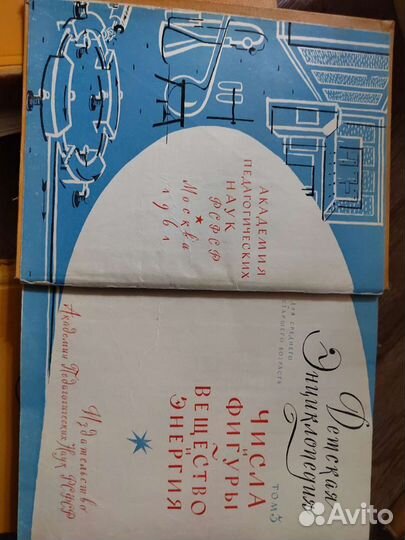 АКАДЕМИЯ
ПЕДАГОГИЧЕСКИХ
НАУК
РСФСР
Москва
1959г.
Детская
Энциклопедия
ДЛЯ СРЕДНЕГО
СТАРШЕГО ВОЗРАСТА
ТОМ 3
ЧИСЛА
И
ФИГУРЫ
ВЕЩЕСТВО
И
ЭНЕРГИЯ
Издательство
Академии Педагогических Наук РСФСР
Avito